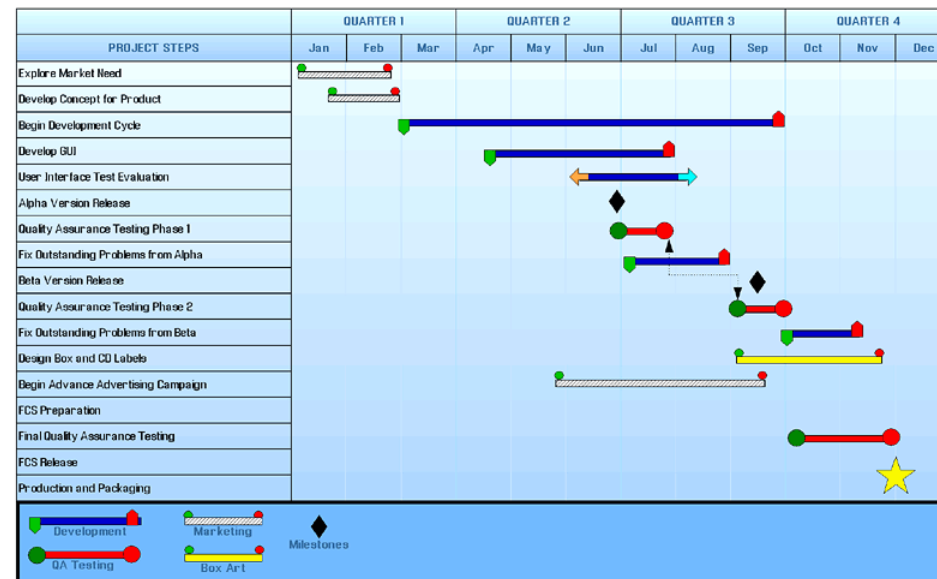 QUARTER 1 QUARTER 2 QUARTER 3 QUARTER 4
PROJECT STEPS Jan Feb Mar Apr May Jun Jul Aug Sep Oct Nov Dec
Explore Market Need
Develop Concept for Product
Begin Development Cycle
Develop GUI
User Interface Test Evaluation
Alpha Version Release
Quality Assurance Testing Phase 1
Fix Outstanding Problems from Alpha
Beta Version Release
Quality Assurance Testing Phase 2
Fix Outstanding Problems from Beta
Design Box and CD Labels
Begin Advance Advertising Campaign
FCS Preparation
Final Quality Assurance Testing
FCS Release
Production and Packaging
Development Marketing Milestones
QA Testing Box Art